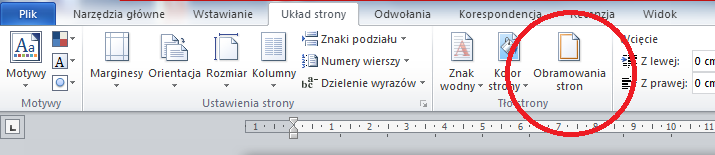 Plik Narzędzia główne Wstawianie Układ strony Odwołania Korespondencja Recenzja Widok
Motywy
Marginesy Orientacja Rozmiar Kolumny
Znaki podziału
Numery wierszy
Dzielenie wyrazów
Znak wodny
Kolor strony
Obramowania stron
Wcięcie
Z lewej: 0 cm
Z prawej: 0 cm
Motywy Ustawienia strony Tło strony
1 1 2 3 4 5 6 7 8 9 10 11